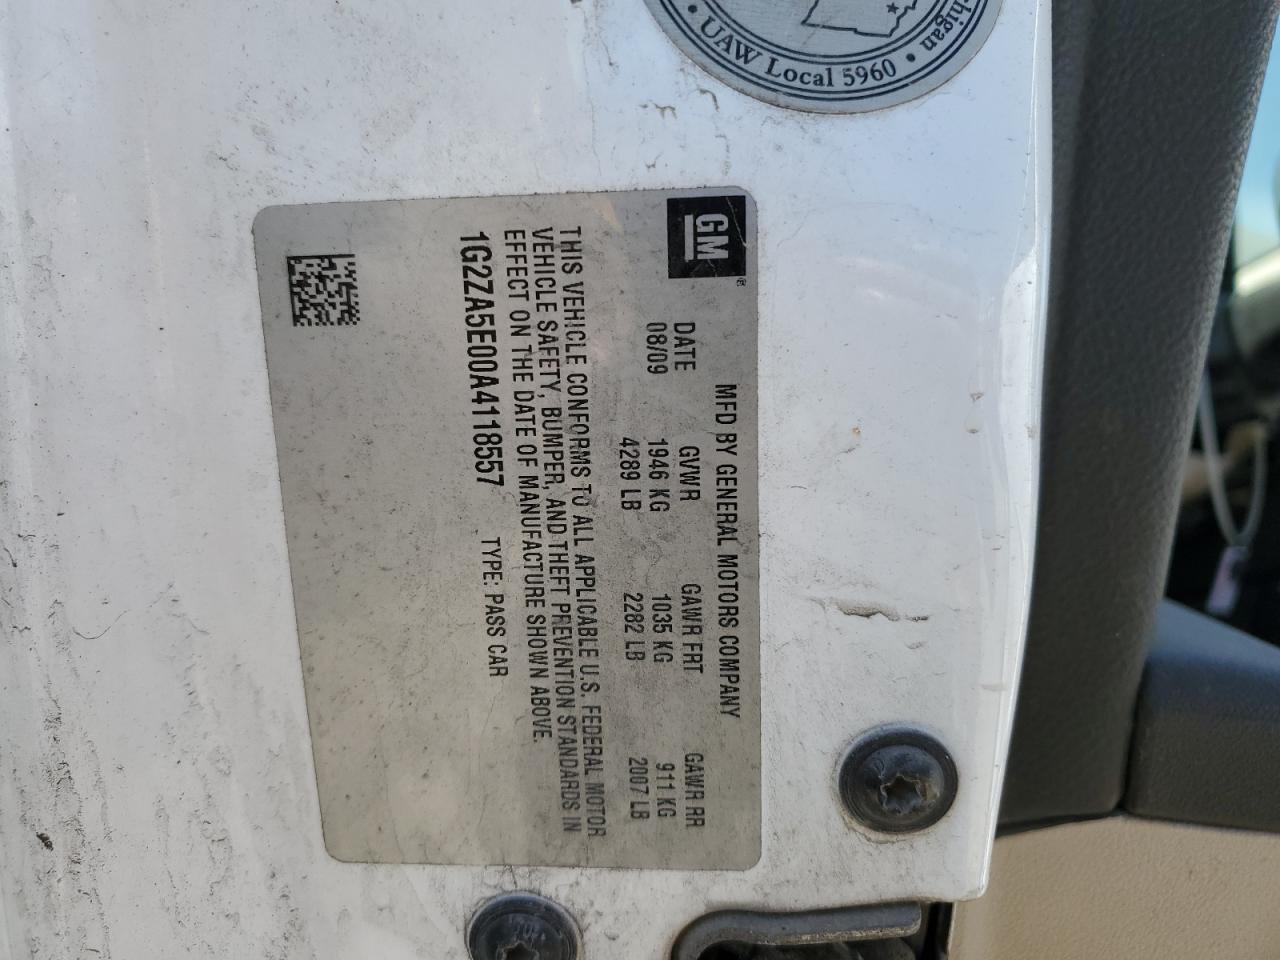 chigan
• UAW Local 5960 •
GM®
MFD BY GENERAL MOTORS COMPANY
DATE GVWR GAWR FRT GAWR RR
08/09 1946 KG 1035 KG 911 KG
4289 LB 2282 LB 2007 LB
THIS VEHICLE CONFORMS TO ALL APPLICABLE U.S. FEDERAL MOTOR
VEHICLE SAFETY, BUMPER, AND THEFT PREVENTION STANDARDS IN
EFFECT ON THE DATE OF MANUFACTURE SHOWN ABOVE.
1G2ZA5E00A4118557 TYPE: PASS CAR